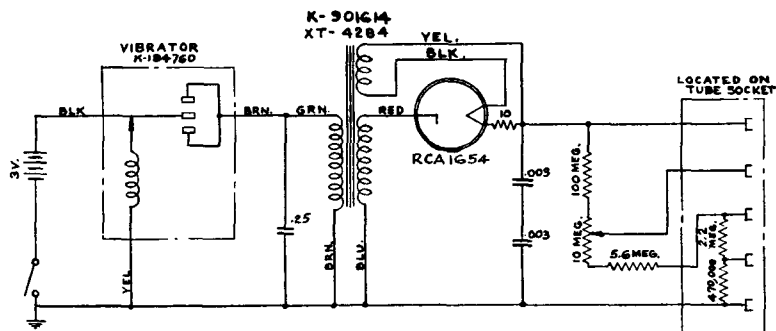 K-901614
XT-4284
VIBRATOR
K-184760
YEL.
BLK.
LOCATED ON
TUBE SOCKET
BLK
BRN.
GRN.
RED
10
RCA 1654
3V.
.25
.003
.003
100 MEG.
10 MEG.
5.6 MEG.
2.2
MEG.
470,000
YEL
BRN.
BLU.